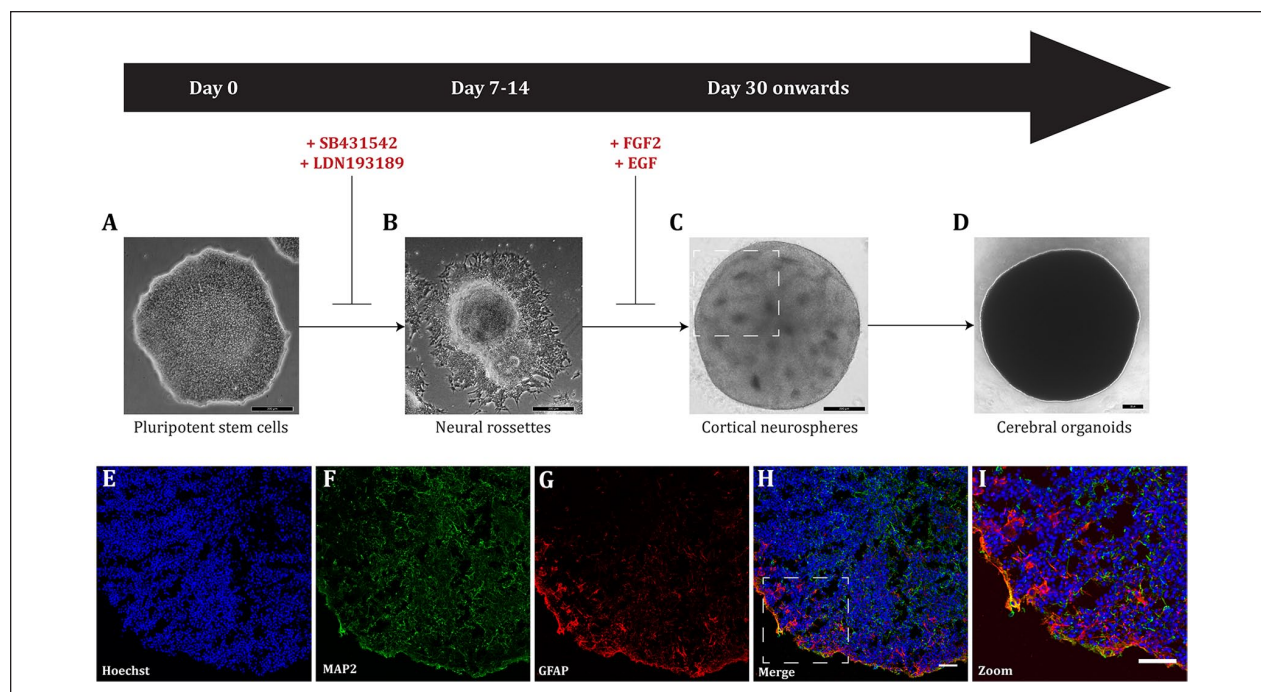 Day 0
Day 7-14
Day 30 onwards
+ SB431542
+ LDN193189
+ FGF2
+ EGF
A
B
C
D
Pluripotent stem cells
Neural rossettes
Cortical neurospheres
Cerebral organoids
E
F
G
H
I
Hoechst
MAP2
GFAP
Merge
Zoom